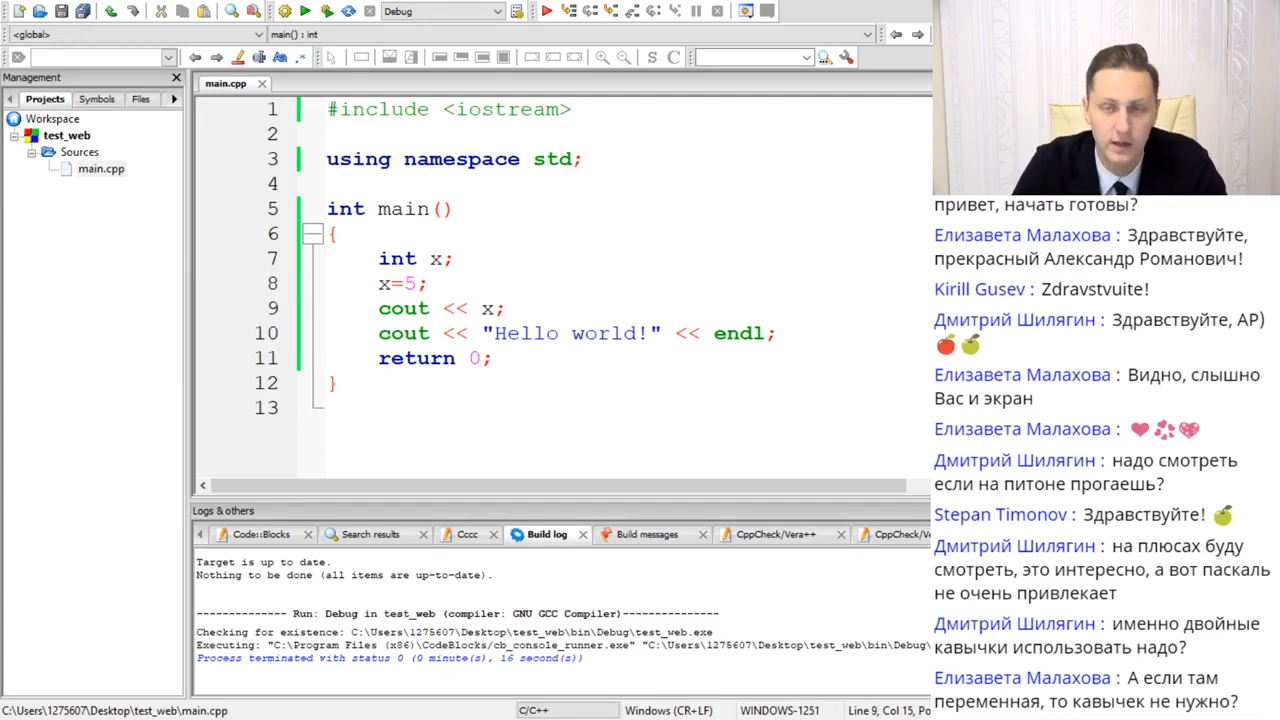 Debug
<global>
main() : int
Management
main.cpp
Projects
Symbols
Files
Workspace
test_web
Sources
main.cpp
1 #include <iostream>
2
3 using namespace std;
4
5 int main()
6 {
7 int x;
8 x=5;
9 cout << x;
10 cout << "Hello world!" << endl;
11 return 0;
12 }
13
Logs & others
Code::Blocks
Search results
Cccc
Build log
Build messages
CppCheck/Vera++
CppCheck/Ve
Target is up to date.
Nothing to be done (all items are up-to-date).
-------------- Run: Debug in test_web (compiler: GNU GCC Compiler)---------------
Checking for existence: C:\Users\1275607\Desktop\test_web\bin\Debug\test_web.exe
Executing: "C:\Program Files (x86)\CodeBlocks/cb_console_runner.exe" "C:\Users\1275607\Desktop\test_web\bin\Debug
Process terminated with status 0 (0 minute(s), 16 second(s))
C:\Users\1275607\Desktop\test_web\main.cpp
C/C++
Windows (CR+LF)
WINDOWS-1251
Line 9, Col 15, Po
привет, начать готовы?
Елизавета Малахова : Здравствуйте,
прекрасный Александр Романович!
Kirill Gusev : Zdravstvuite!
Дмитрий Шилягин : Здравствуйте, АР)
Елизавета Малахова : Видно, слышно
Вас и экран
Елизавета Малахова :
Дмитрий Шилягин : надо смотреть
если на питоне прогаешь?
Stepan Timonov : Здравствуйте!
Дмитрий Шилягин : на плюсах буду
смотреть, это интересно, а вот паскаль
не очень привлекает
Дмитрий Шилягин : именно двойные
кавычки использовать надо?
Елизавета Малахова : А если там
переменная, то кавычек не нужно?